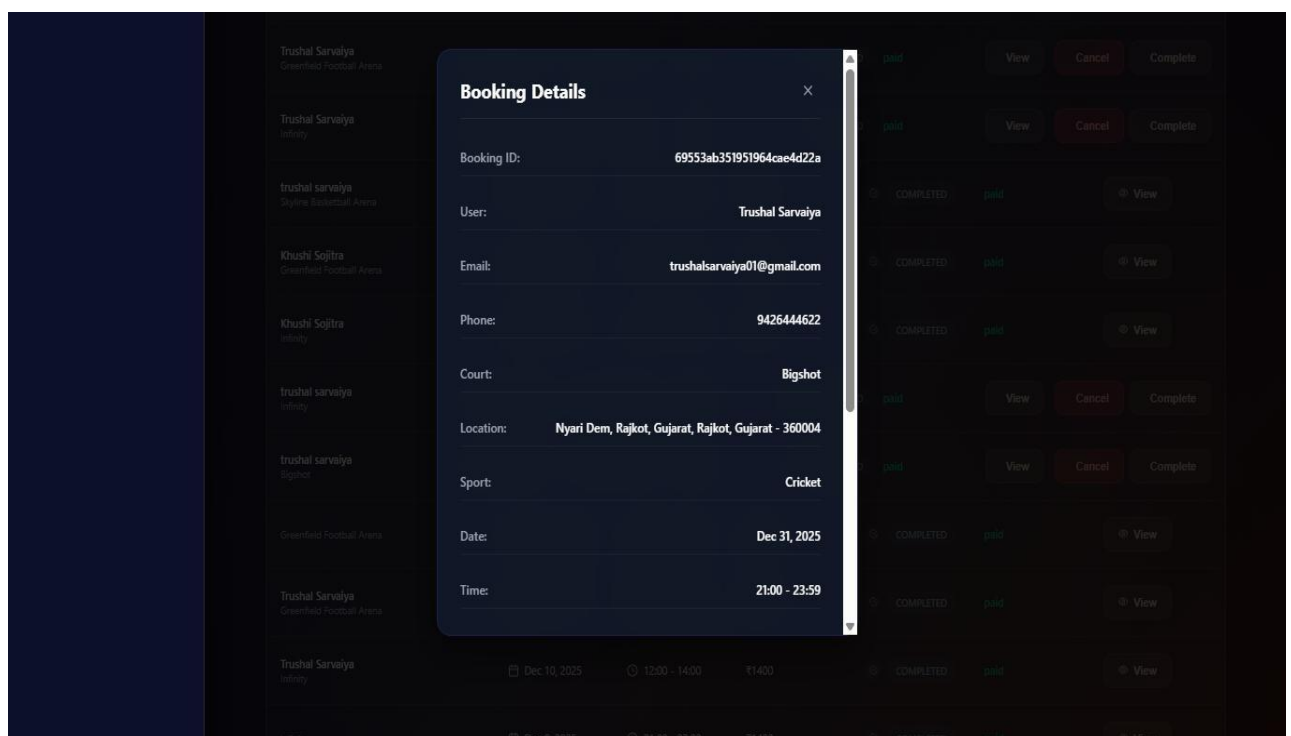 Trushal Sarvaiya
Greenfield Football Arena
paid
View
Cancel
Complete
Booking Details
×
Trushal Sarvaiya
Infinity
paid
View
Cancel
Complete
Booking ID:
69553ab351951964cae4d22a
trushal sarvaiya
Skyline Basketball Arena
COMPLETED
paid
View
User:
Trushal Sarvaiya
Khushi Sojitra
Greenfield Football Arena
COMPLETED
paid
View
Email:
trushalsarvaiya01@gmail.com
Khushi Sojitra
Infinity
COMPLETED
paid
View
Phone:
9426444622
Court:
Bigshot
trushal sarvaiya
Infinity
paid
View
Cancel
Complete
Location:
Nyari Dem, Rajkot, Gujarat, Rajkot, Gujarat - 360004
trushal sarvaiya
Bigshot
paid
View
Cancel
Complete
Sport:
Cricket
Greenfield Football Arena
COMPLETED
paid
View
Date:
Dec 31, 2025
Trushal Sarvaiya
Greenfield Football Arena
COMPLETED
paid
View
Time:
21:00 - 23:59
Trushal Sarvaiya
Infinity
Dec 10, 2025
12:00 - 14:00
₹1400
COMPLETED
paid
View